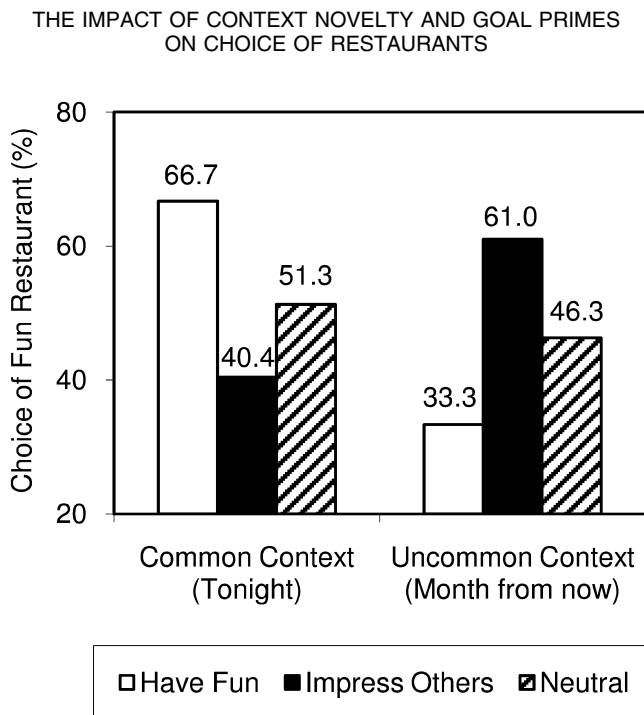 THE IMPACT OF CONTEXT NOVELTY AND GOAL PRIMES
ON CHOICE OF RESTAURANTS
Choice of Fun Restaurant (%)
80
60
40
20
66.7
40.4
51.3
33.3
61.0
46.3
Common Context
(Tonight)
Uncommon Context
(Month from now)
Have Fun Impress Others Neutral